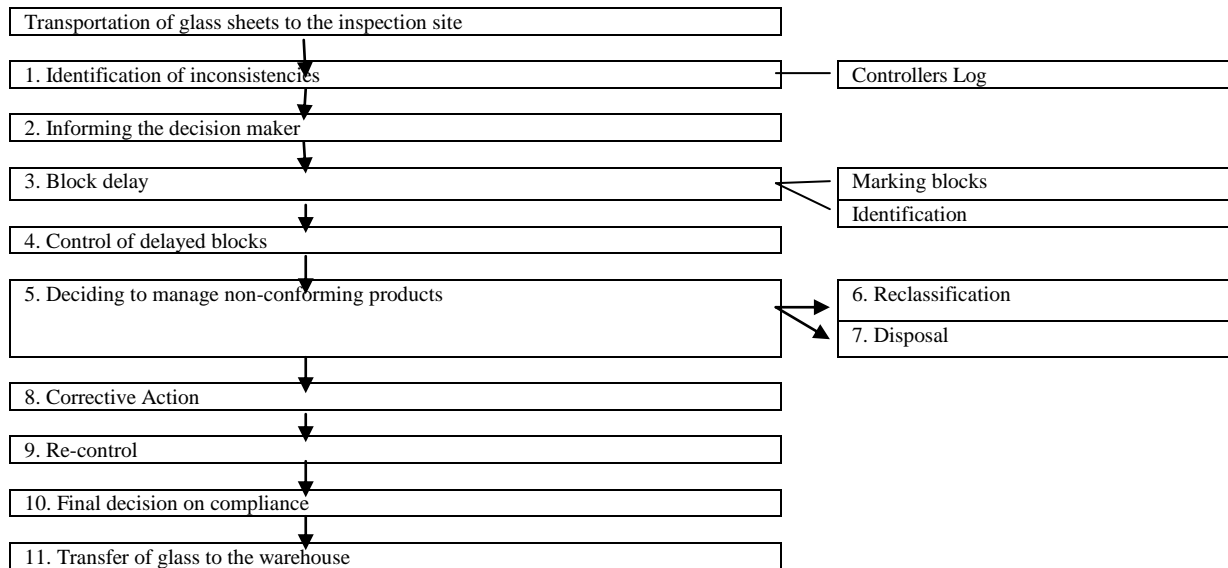 Transportation of glass sheets to the inspection site
1. Identification of inconsistencies
Controllers Log
2. Informing the decision maker
3. Block delay
Marking blocks
Identification
4. Control of delayed blocks
5. Deciding to manage non-conforming products
6. Reclassification
7. Disposal
8. Corrective Action
9. Re-control
10. Final decision on compliance
11. Transfer of glass to the warehouse